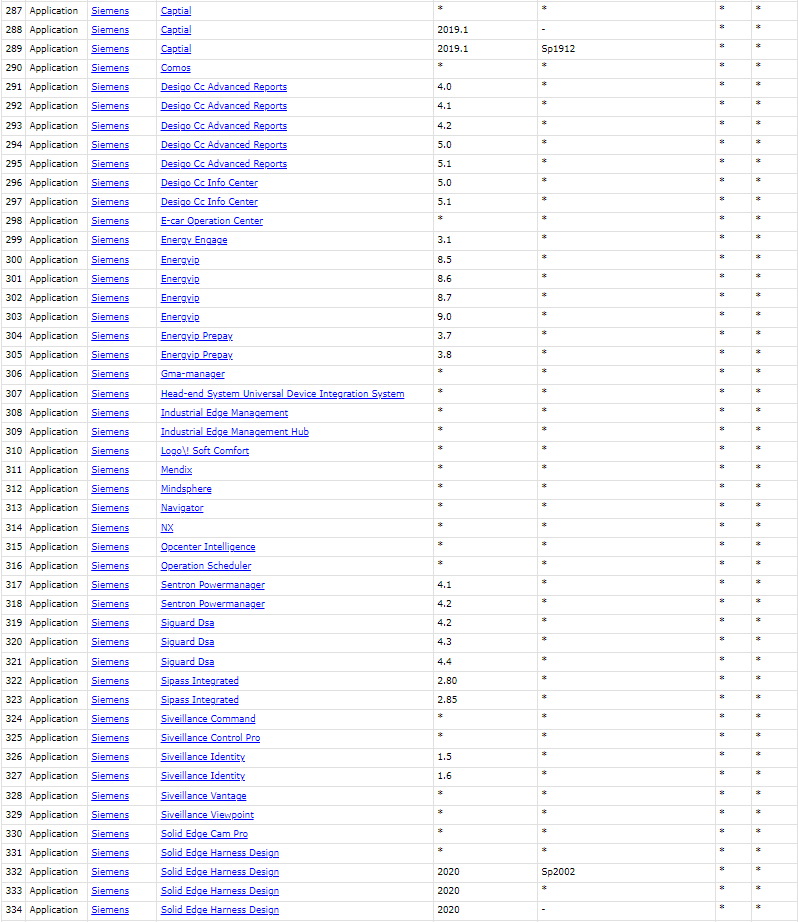 287 Application Siemens Captial * * * *
288 Application Siemens Captial 2019.1 - * *
289 Application Siemens Captial 2019.1 Sp1912 * *
290 Application Siemens Comos * * * *
291 Application Siemens Desigo Cc Advanced Reports 4.0 * * *
292 Application Siemens Desigo Cc Advanced Reports 4.1 * * *
293 Application Siemens Desigo Cc Advanced Reports 4.2 * * *
294 Application Siemens Desigo Cc Advanced Reports 5.0 * * *
295 Application Siemens Desigo Cc Advanced Reports 5.1 * * *
296 Application Siemens Desigo Cc Info Center 5.0 * * *
297 Application Siemens Desigo Cc Info Center 5.1 * * *
298 Application Siemens E-car Operation Center * * * *
299 Application Siemens Energy Engage 3.1 * * *
300 Application Siemens Energyip 8.5 * * *
301 Application Siemens Energyip 8.6 * * *
302 Application Siemens Energyip 8.7 * * *
303 Application Siemens Energyip 9.0 * * *
304 Application Siemens Energyip Prepay 3.7 * * *
305 Application Siemens Energyip Prepay 3.8 * * *
306 Application Siemens Gma-manager * * * *
307 Application Siemens Head-end System Universal Device Integration System * * * *
308 Application Siemens Industrial Edge Management * * * *
309 Application Siemens Industrial Edge Management Hub * * * *
310 Application Siemens Logo\! Soft Comfort * * * *
311 Application Siemens Mendix * * * *
312 Application Siemens Mindsphere * * * *
313 Application Siemens Navigator * * * *
314 Application Siemens NX * * * *
315 Application Siemens Opcenter Intelligence * * * *
316 Application Siemens Operation Scheduler * * * *
317 Application Siemens Sentron Powermanager 4.1 * * *
318 Application Siemens Sentron Powermanager 4.2 * * *
319 Application Siemens Siguard Dsa 4.2 * * *
320 Application Siemens Siguard Dsa 4.3 * * *
321 Application Siemens Siguard Dsa 4.4 * * *
322 Application Siemens Sipass Integrated 2.80 * * *
323 Application Siemens Sipass Integrated 2.85 * * *
324 Application Siemens Siveillance Command * * * *
325 Application Siemens Siveillance Control Pro * * * *
326 Application Siemens Siveillance Identity 1.5 * * *
327 Application Siemens Siveillance Identity 1.6 * * *
328 Application Siemens Siveillance Vantage * * * *
329 Application Siemens Siveillance Viewpoint * * * *
330 Application Siemens Solid Edge Cam Pro * * * *
331 Application Siemens Solid Edge Harness Design * * * *
332 Application Siemens Solid Edge Harness Design 2020 Sp2002 * *
333 Application Siemens Solid Edge Harness Design 2020 * * *
334 Application Siemens Solid Edge Harness Design 2020 - * *